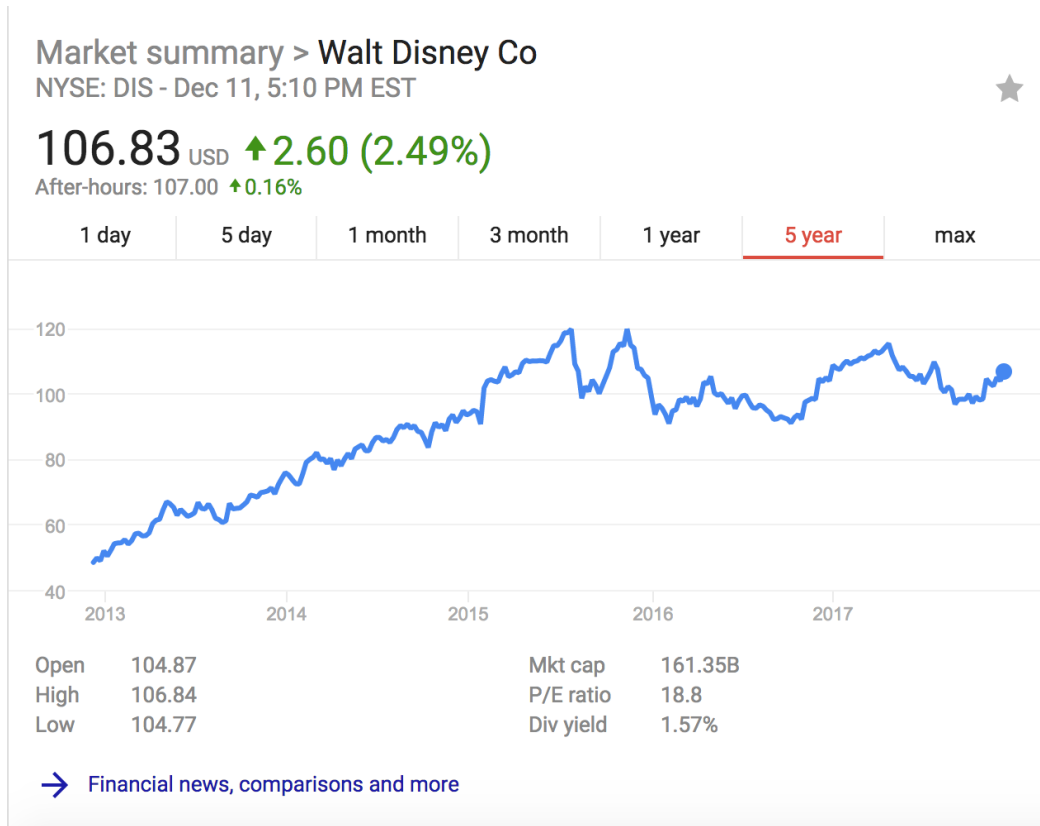 Market summary > Walt Disney Co
NYSE: DIS - Dec 11, 5:10 PM EST
106.83 USD 2.60 (2.49%)
After-hours: 107.00 0.16%
1 day 5 day 1 month 3 month 1 year 5 year max
120
100
80
60
40
2013 2014 2015 2016 2017
Open 104.87 Mkt cap 161.35B
High 106.84 P/E ratio 18.8
Low 104.77 Div yield 1.57%
Financial news, comparisons and more